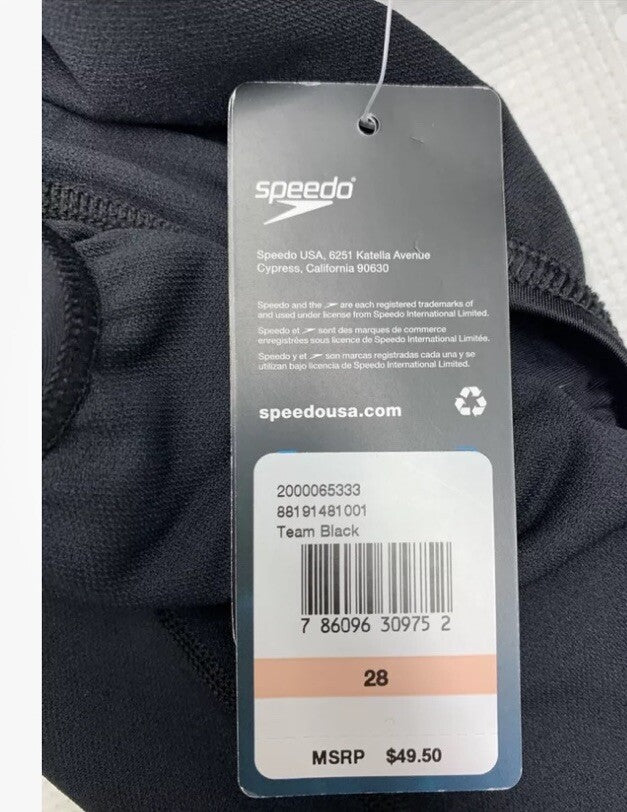 speedo®
Speedo USA, 6251 Katella Avenue
Cypress, California 90630
Speedo and the are each registered trademarks of
and used under license from Speedo International Limited.
Speedo et sont des marques de commerce
enregistrées sous licence de Speedo International Limitée.
Speedo y et son marcas registradas cada una y se
utilizan bajo licencia de Speedo International Limited.
speedousa.com
2000065333
88191481001
Team Black
7 86096 30975 2
28
MSRP $49.50